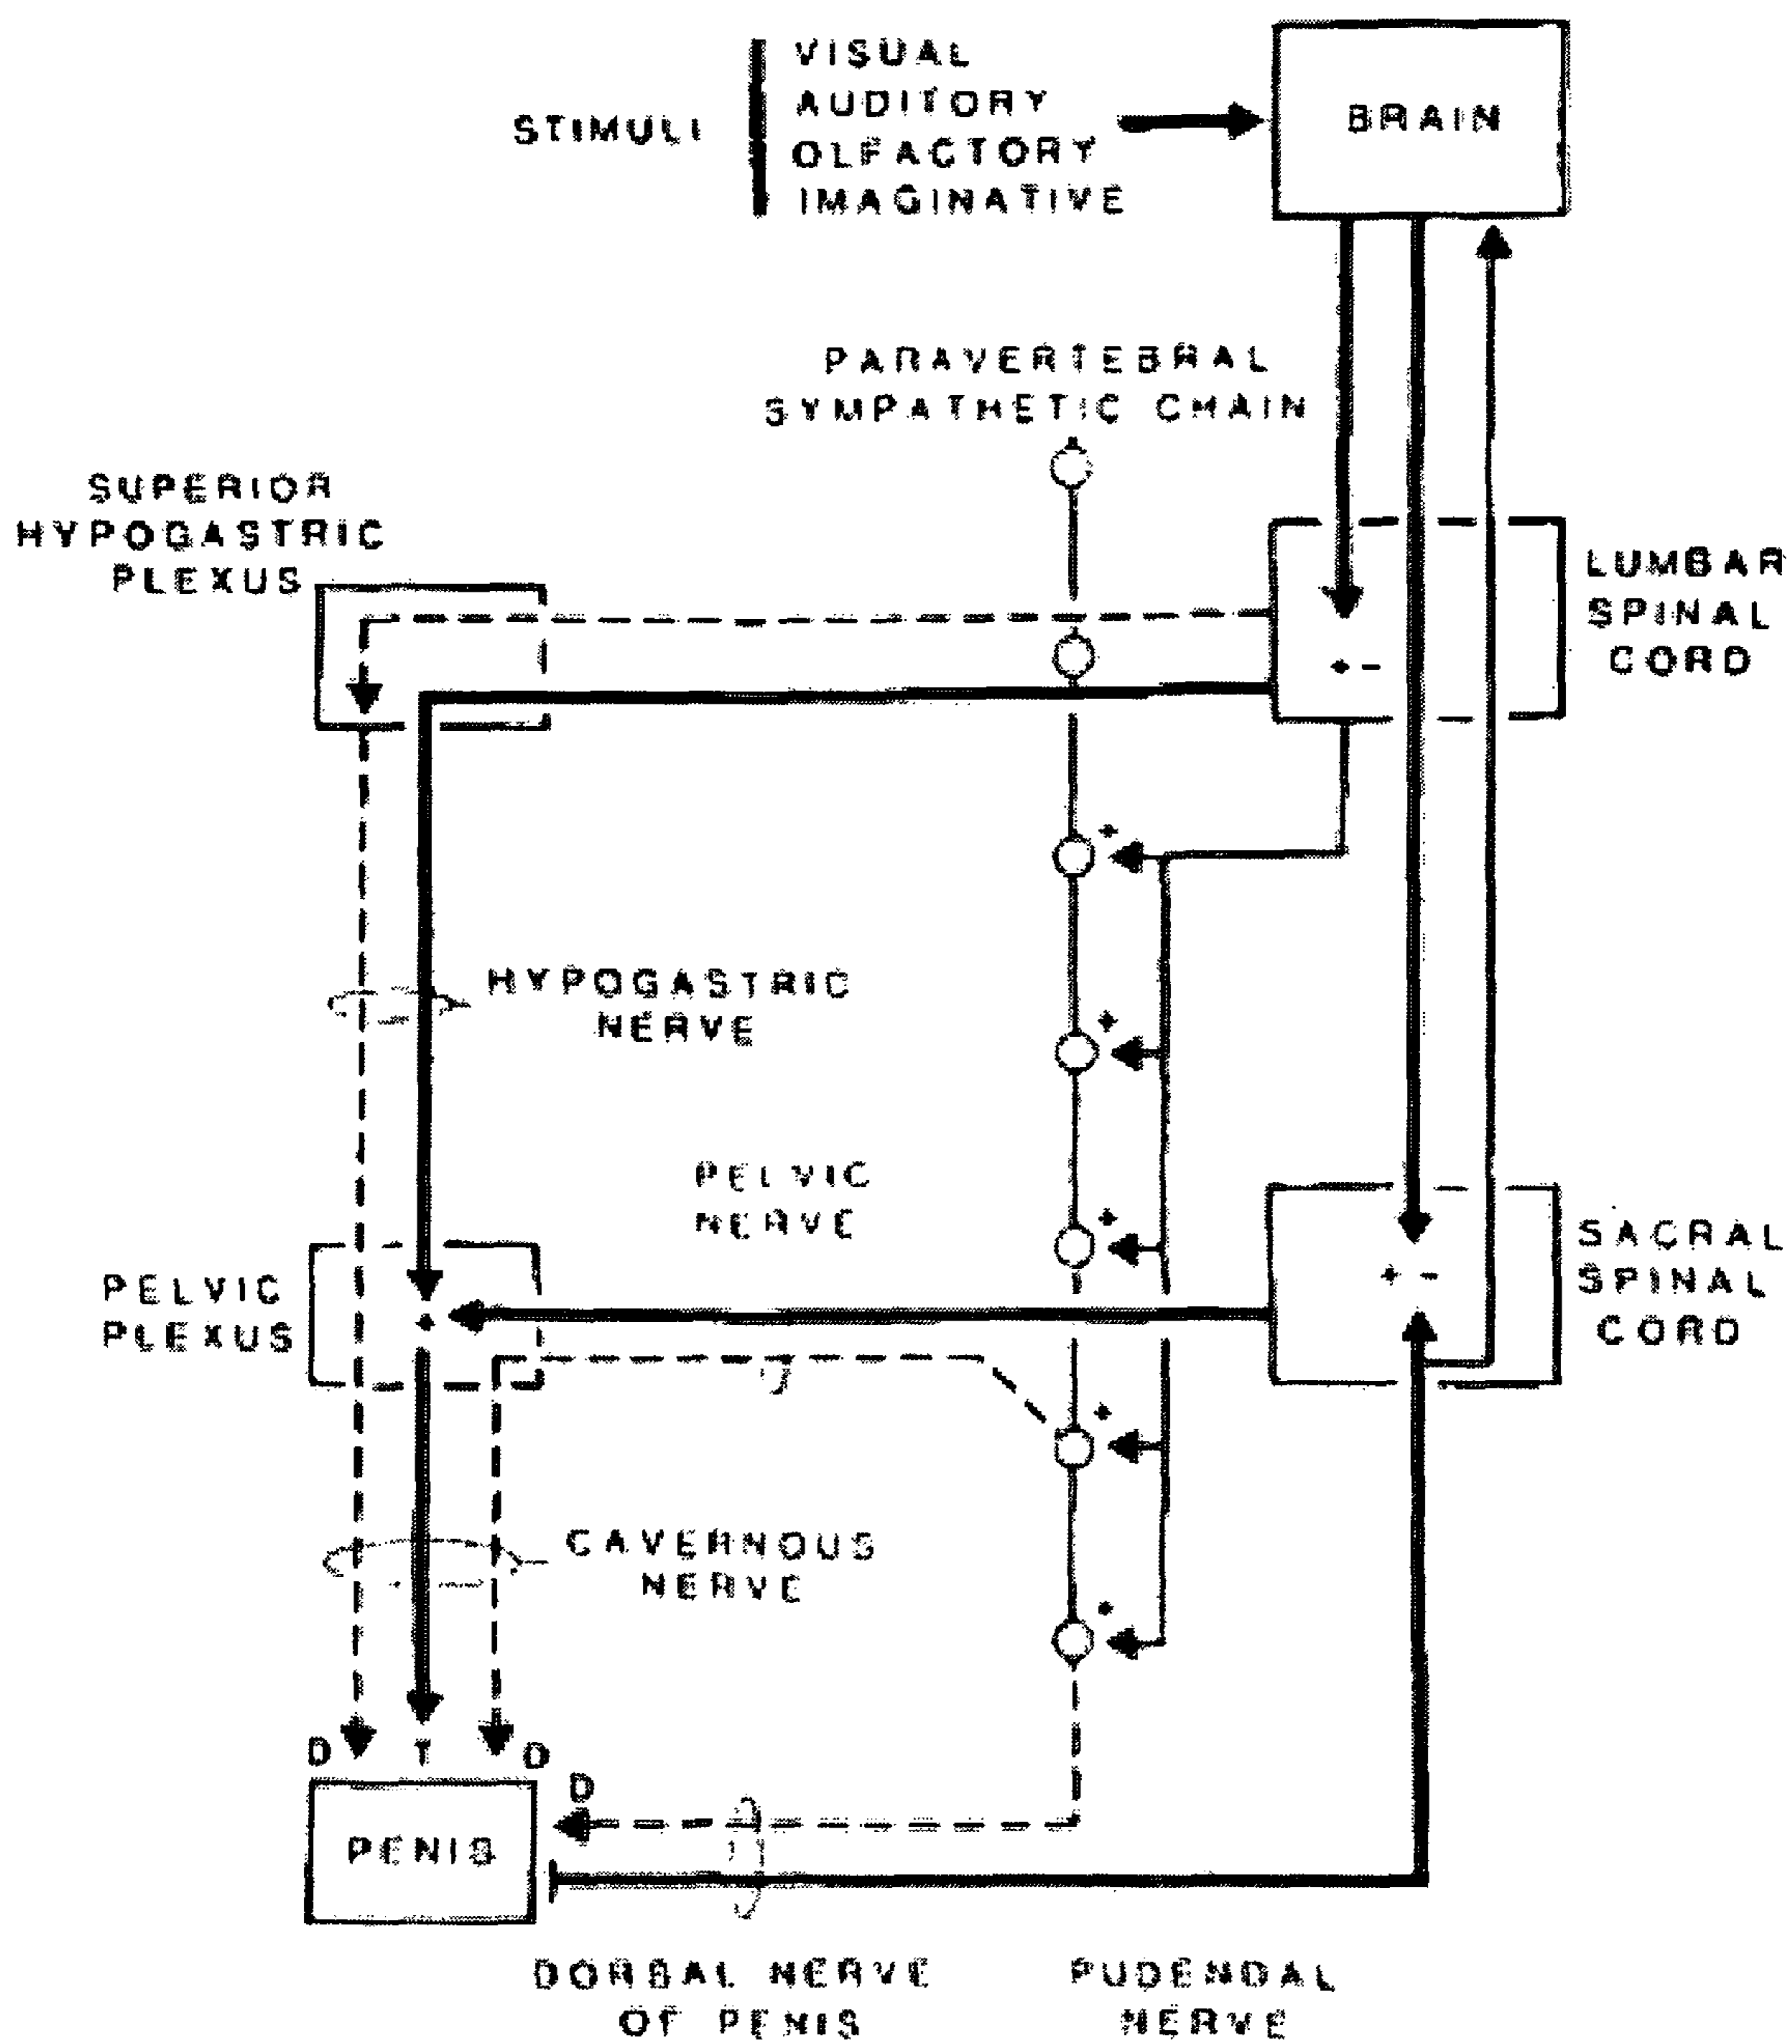 VISUAL
AUDITORY
STIMULI
OLFACTORY
IMAGINATIVE
BRAIN
PARAVERTEBRAL
SYMPATHETIC CHAIN
SUPERIOR
HYPOGASTRIC
PLEXUS
LUMBAR
SPINAL
CORD
+ -
+
HYPOGASTRIC
NERVE
+
PELVIC
NERVE
+
SACRAL
SPINAL
CORD
+ -
PELVIC
PLEXUS
+
+
CAVERNOUS
NERVE
+
D
T
D
D
PENIS
DORSAL NERVE
OF PENIS
PUDENDAL
NERVE